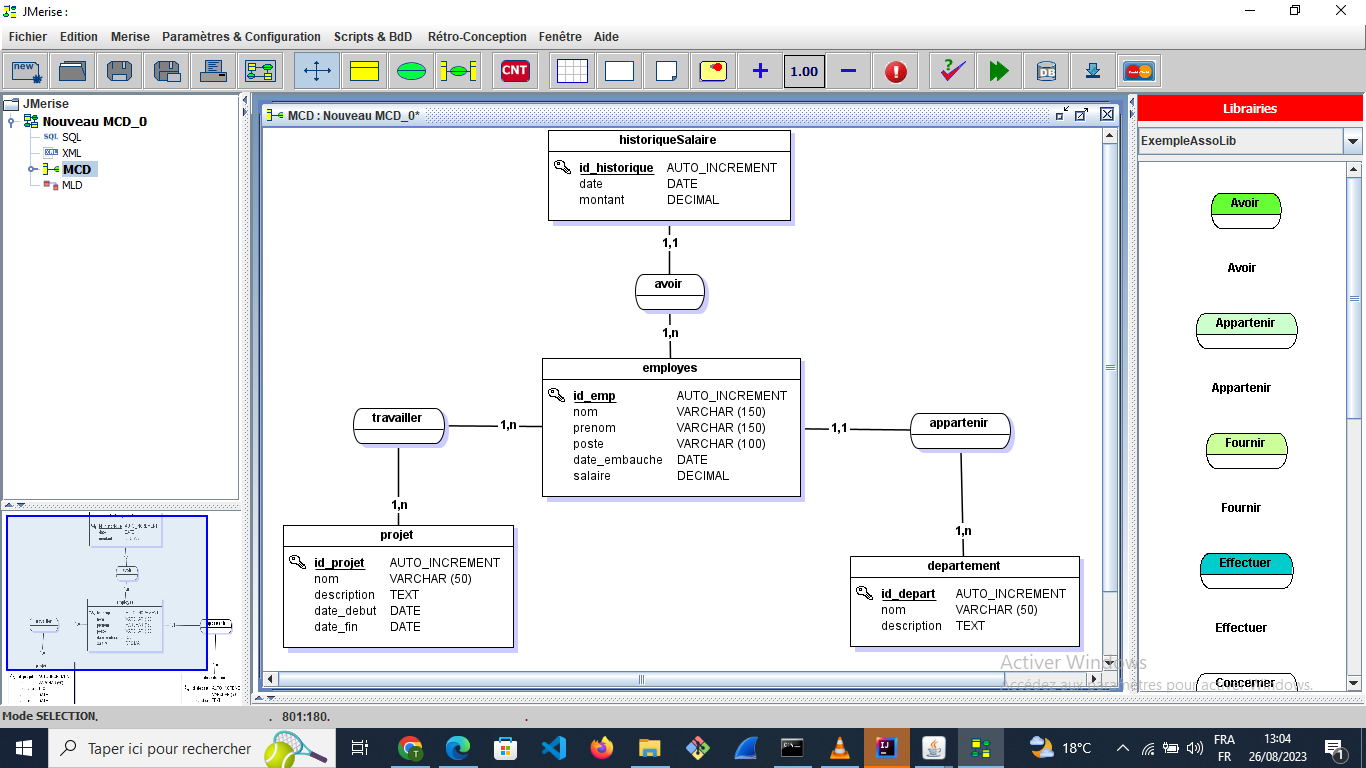 JMerise :
Fichier Edition Merise Paramètres & Configuration Scripts & BdD Rétro-Conception Fenêtre Aide
new CNT 1.00 DB
JMerise
Nouveau MCD_0
SQL SQL
XML XML
MCD
MLD
MCD : Nouveau MCD_0*
historiqueSalaire
id_historique AUTO_INCREMENT
date DATE
montant DECIMAL
1,1
avoir
1,n
employes
id_emp AUTO_INCREMENT
nom VARCHAR (150)
prenom VARCHAR (150)
poste VARCHAR (100)
date_embauche DATE
salaire DECIMAL
travailler
1,n
1,1
appartenir
1,n
1,n
projet
id_projet AUTO_INCREMENT
nom VARCHAR (50)
description TEXT
date_debut DATE
date_fin DATE
departement
id_depart AUTO_INCREMENT
nom VARCHAR (50)
description TEXT
Librairies
ExempleAssoLib
Avoir
Avoir
Appartenir
Appartenir
Fournir
Fournir
Effectuer
Effectuer
Concerner
Activer Windows
Accédez aux paramètres pour activer Windows.
Mode SELECTION. . 801:180. .
Taper ici pour rechercher
18°C
FRA
FR
13:04
26/08/2023
1